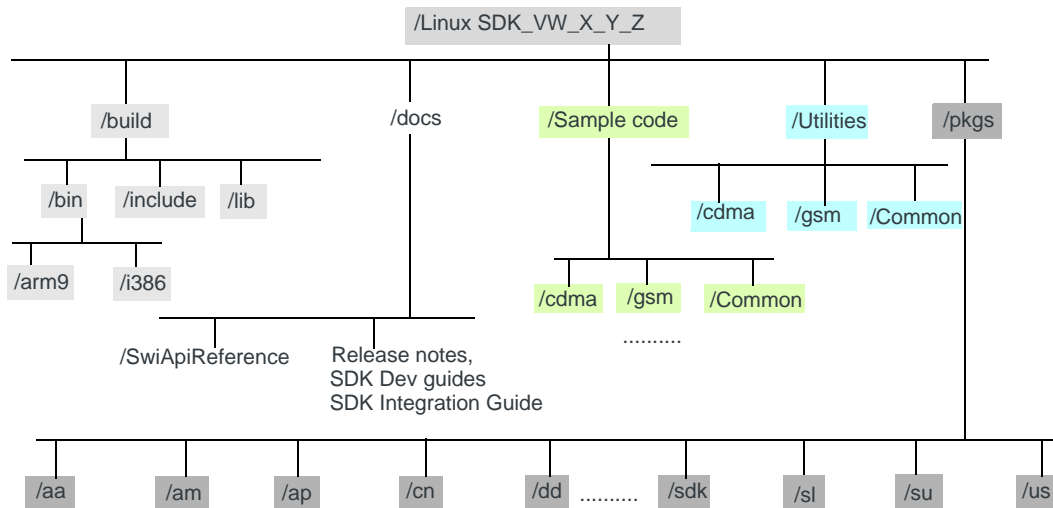 /Linux SDK_VW_X_Y_Z
/build
/docs
/Sample code
/Utilities
/pkgs
/bin
/include
/lib
/cdma
/gsm
/Common
/arm9
/i386
/cdma
/gsm
/Common
..........
/SwiApiReference
Release notes,
SDK Dev guides
SDK Integration Guide
/aa
/am
/ap
/cn
/dd
..........
/sdk
/sl
/su
/us